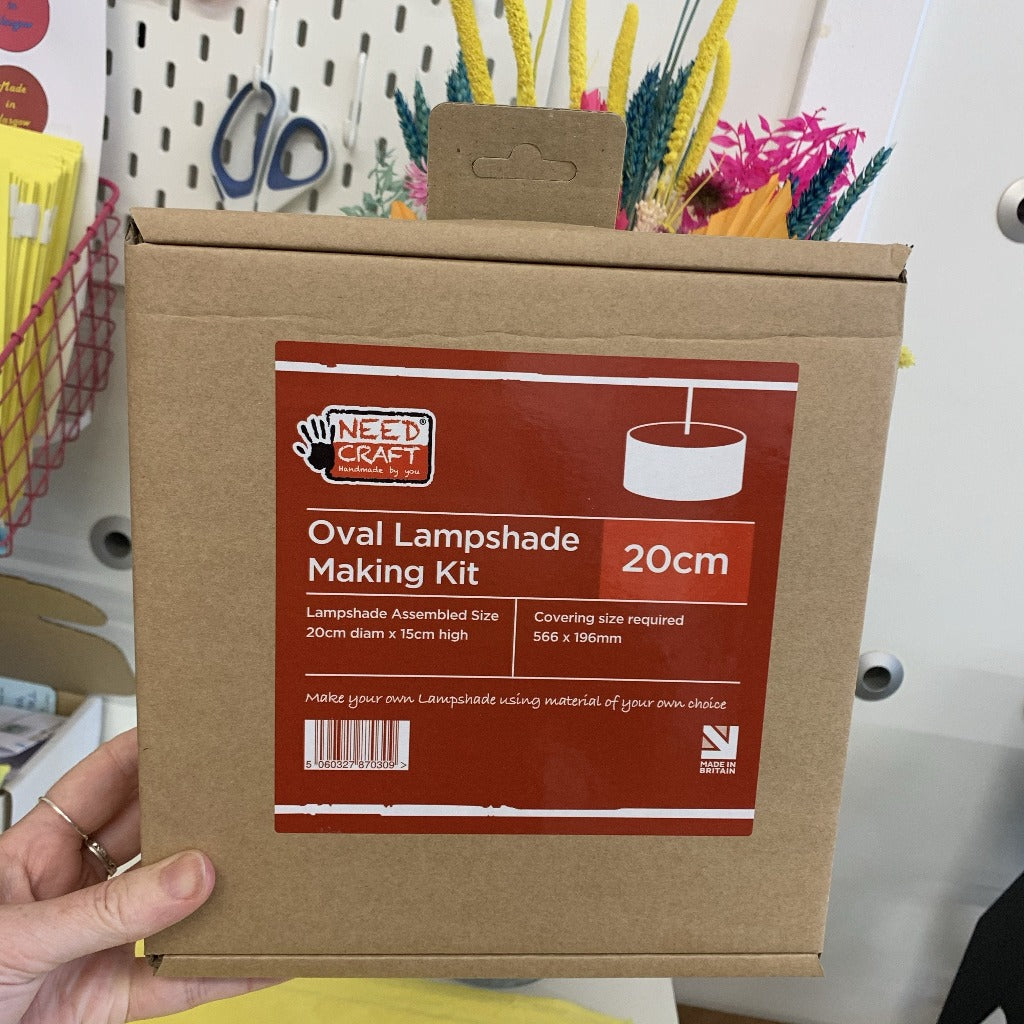 Made
in
NEED®
CRAFT
Handmade by you
Oval Lampshade
Making Kit
20cm
Lampshade Assembled Size
20cm diam x 15cm high
Covering size required
566 x 196mm
Make your own Lampshade using material of your own choice
5 060327 870309 >
MADE IN
BRITAIN